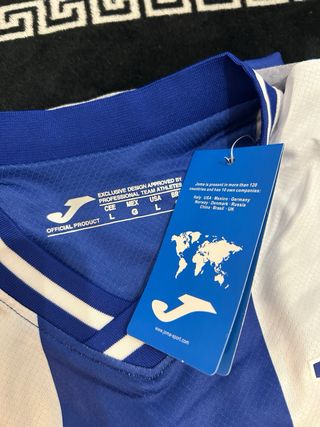 EXCLUSIVE DESIGN APPROVED BY
PROFESSIONAL TEAM ATHLETES
CEE MEX USA
L G L
OFFICIAL PRODUCT
Joma is present in more than 120
countries and has 10 own companies:
Italy · USA · Mexico · Germany
Norway · Denmark · Russia
China · Brasil · UK
www.joma-sport.com